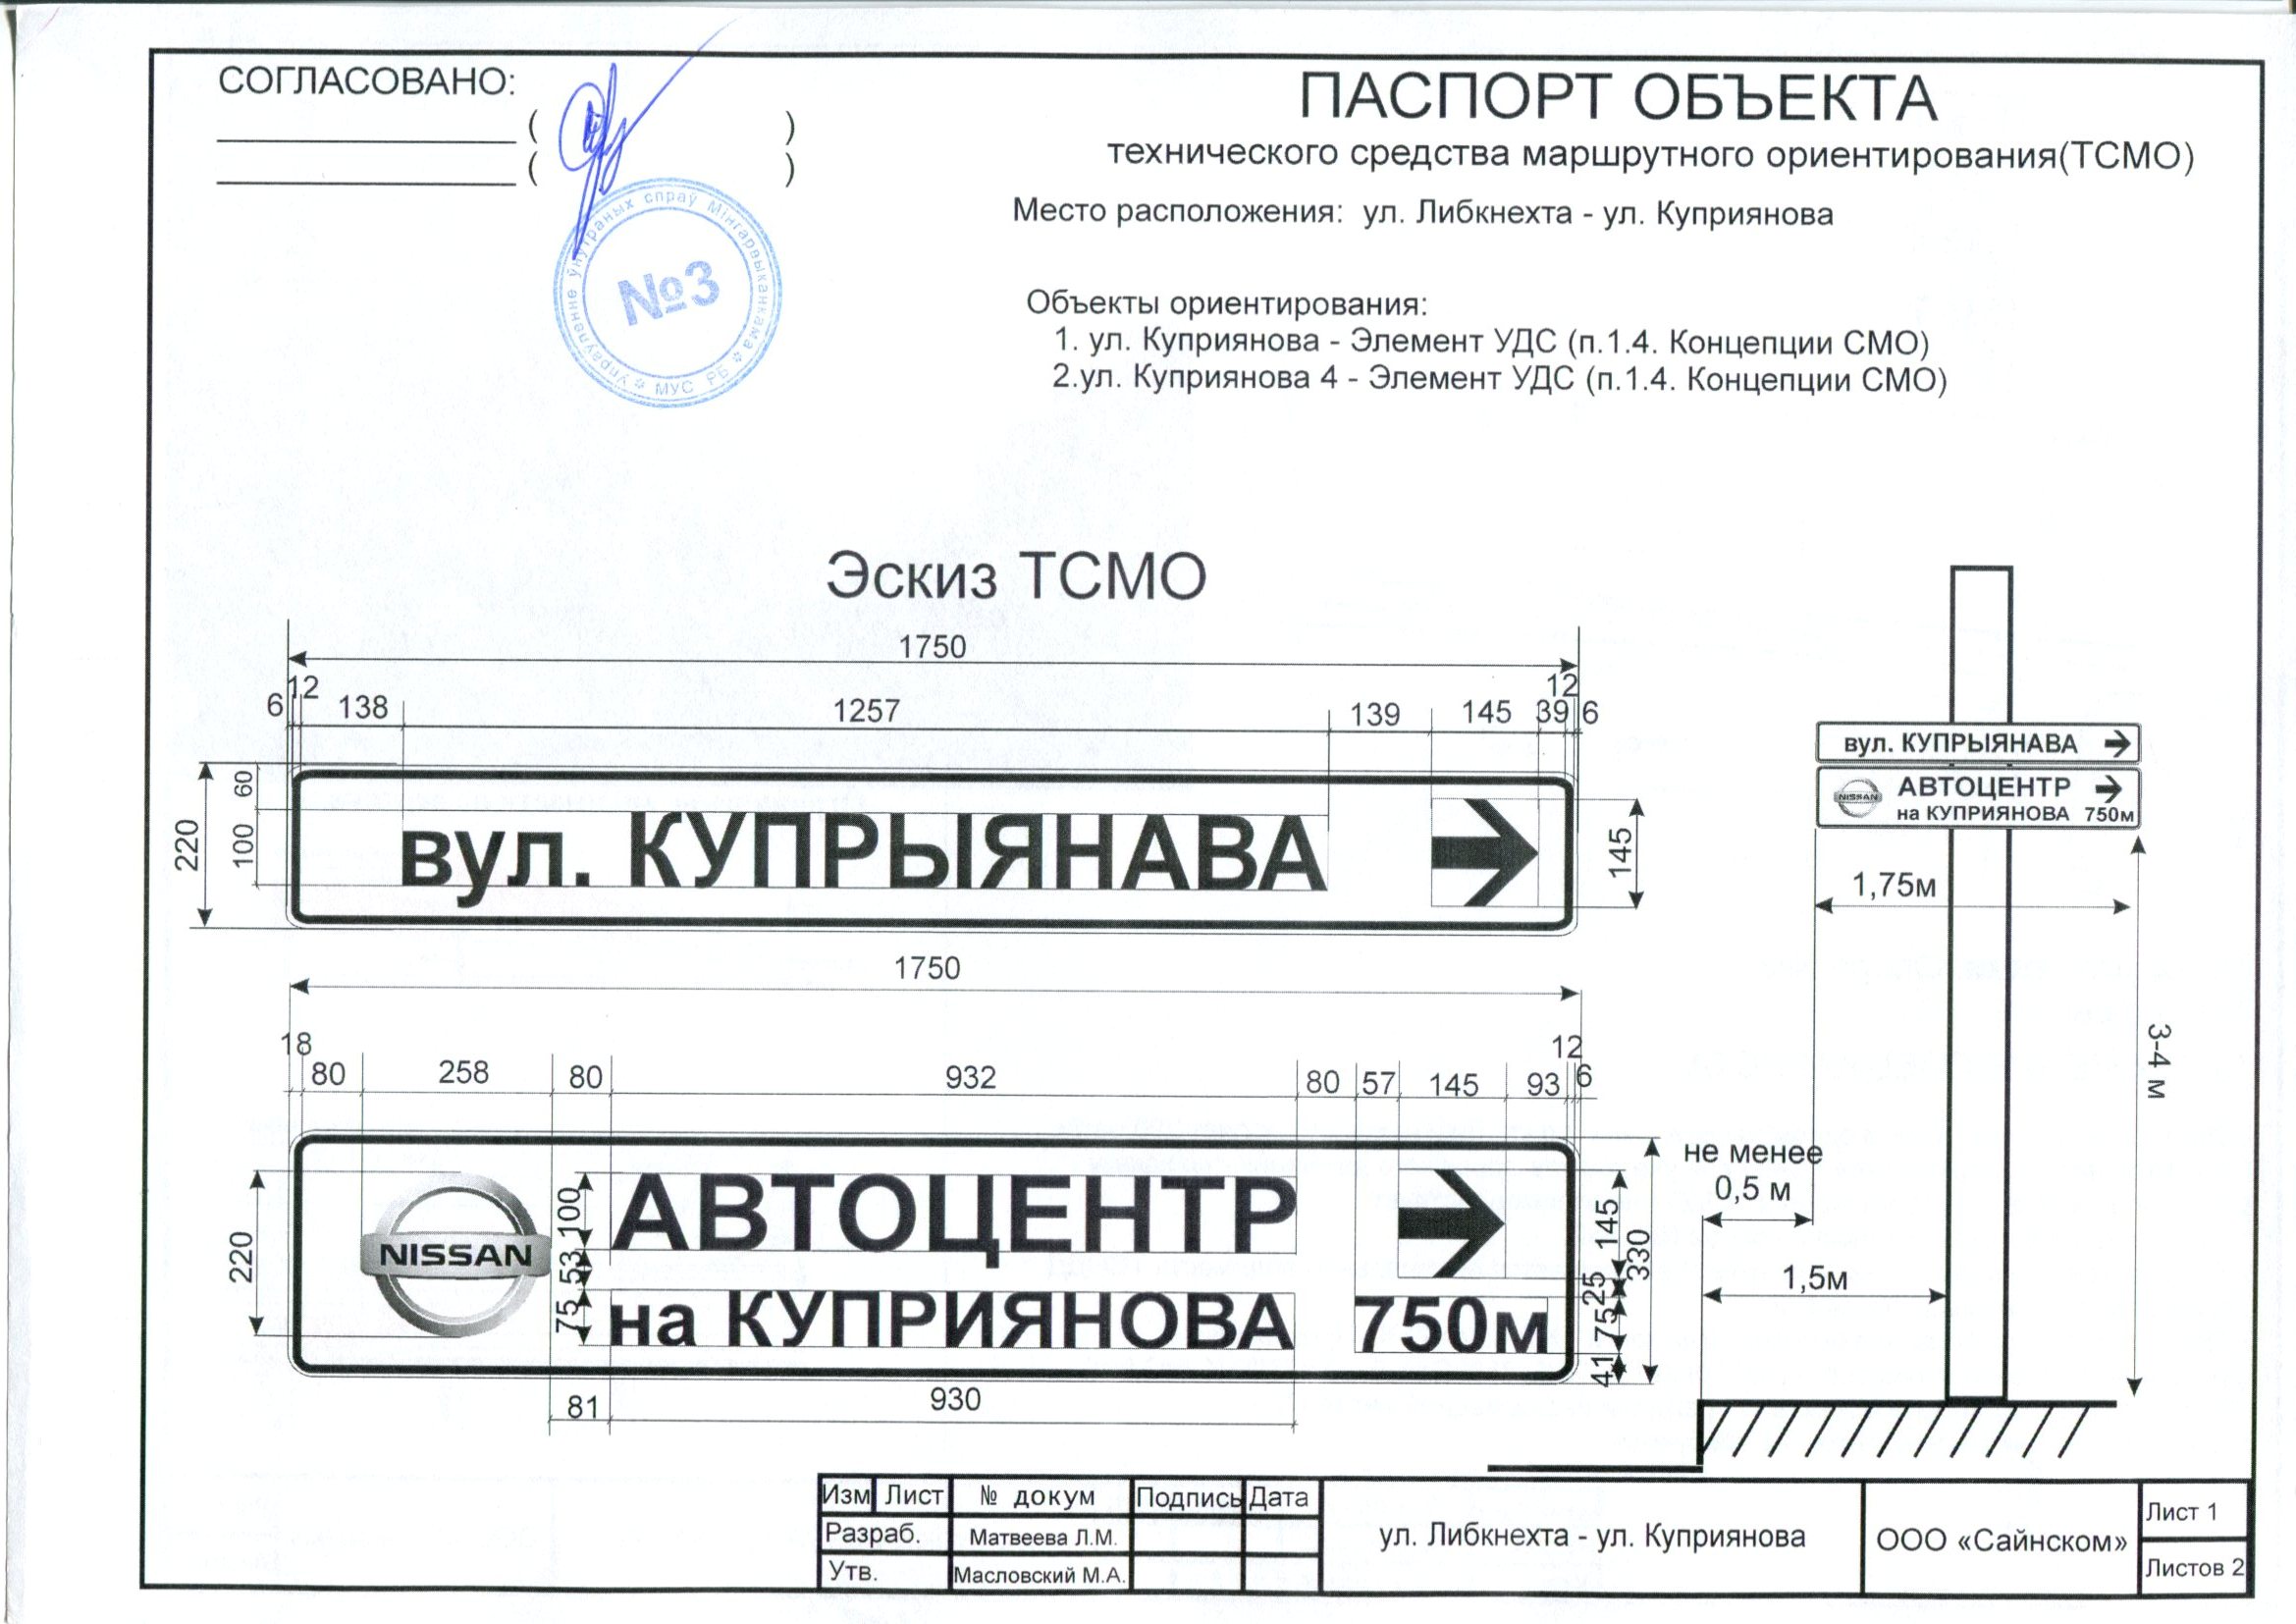 СОГЛАСОВАНО:
( )
( )
Упраўленне ўнутраных спраў Мінгарвыканкама
МУС РБ
№3
ПАСПОРТ ОБЪЕКТА
технического средства маршрутного ориентирования(ТСМО)
Место расположения: ул. Либкнехта - ул. Куприянова
Объекты ориентирования:
1. ул. Куприянова - Элемент УДС (п.1.4. Концепции СМО)
2.ул. Куприянова 4 - Элемент УДС (п.1.4. Концепции СМО)
Эскиз ТСМО
1750
6 12 138 1257 139 145 39 12 6
220 60 100
вул. КУПРЫЯНАВА
145
1750
18 80 258 80 932 80 57 145 93 12 6
220
NISSAN
100 53 75
АВТОЦЕНТР
на КУПРИЯНОВА 750м
145 25 75 41 330
81 930
вул. КУПРЫЯНАВА
NISSAN
АВТОЦЕНТР
на КУПРИЯНОВА 750м
1,75м
3-4 м
не менее
0,5 м
1,5м
Изм Лист № докум Подпись Дата
Разраб. Матвеева Л.М.
Утв. Масловский М.А.
ул. Либкнехта - ул. Куприянова
ООО «Сайнском»
Лист 1
Листов 2